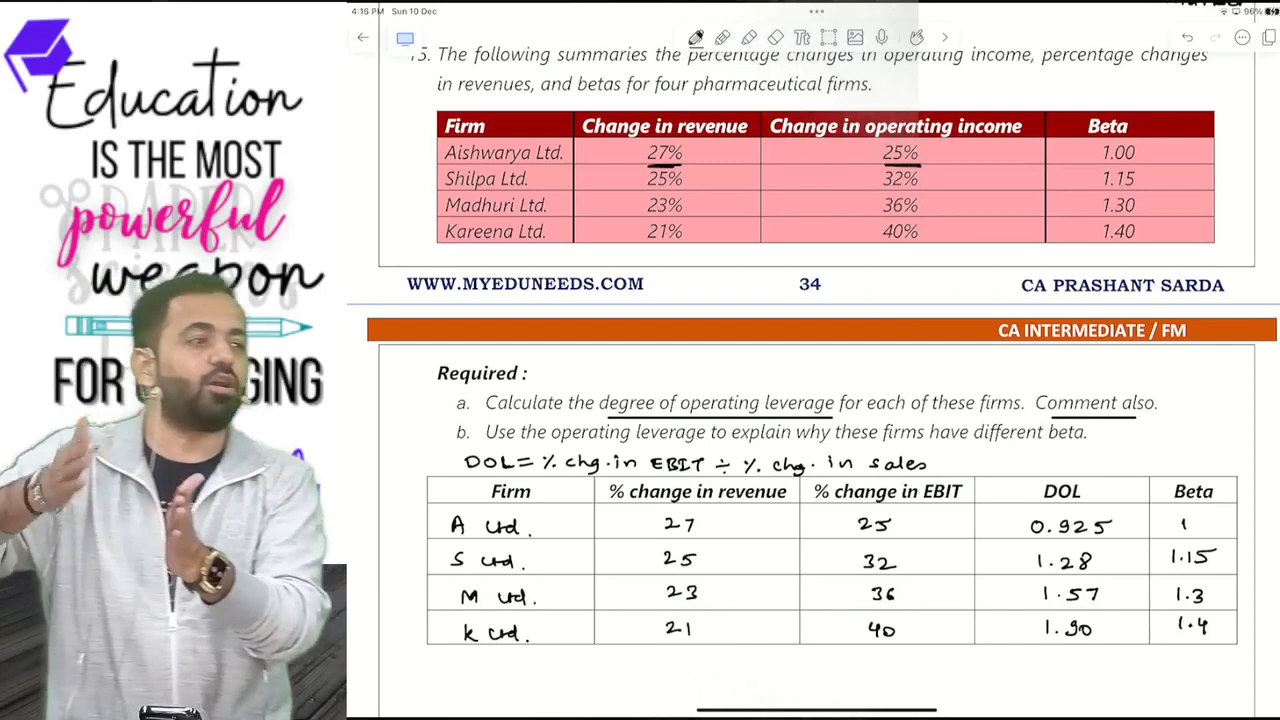 4:16 PM Sun 10 Dec
96%
Education
IS THE MOST
powerful
weapon
FOR
GING
15. The following summaries the percentage changes in operating income, percentage changes
in revenues, and betas for four pharmaceutical firms.
Firm Change in revenue Change in operating income Beta
Aishwarya Ltd. 27% 25% 1.00
Shilpa Ltd. 25% 32% 1.15
Madhuri Ltd. 23% 36% 1.30
Kareena Ltd. 21% 40% 1.40
WWW.MYEDUNEEDS.COM 34 CA PRASHANT SARDA
CA INTERMEDIATE / FM
Required :
a. Calculate the degree of operating leverage for each of these firms. Comment also.
b. Use the operating leverage to explain why these firms have different beta.
DOL = % chg. in EBIT ÷ % chg. in sales
Firm % change in revenue % change in EBIT DOL Beta
A Ltd. 27 25 0.925 1
S Ltd. 25 32 1.28 1.15
M Ltd. 23 36 1.57 1.3
K Ltd. 21 40 1.90 1.4